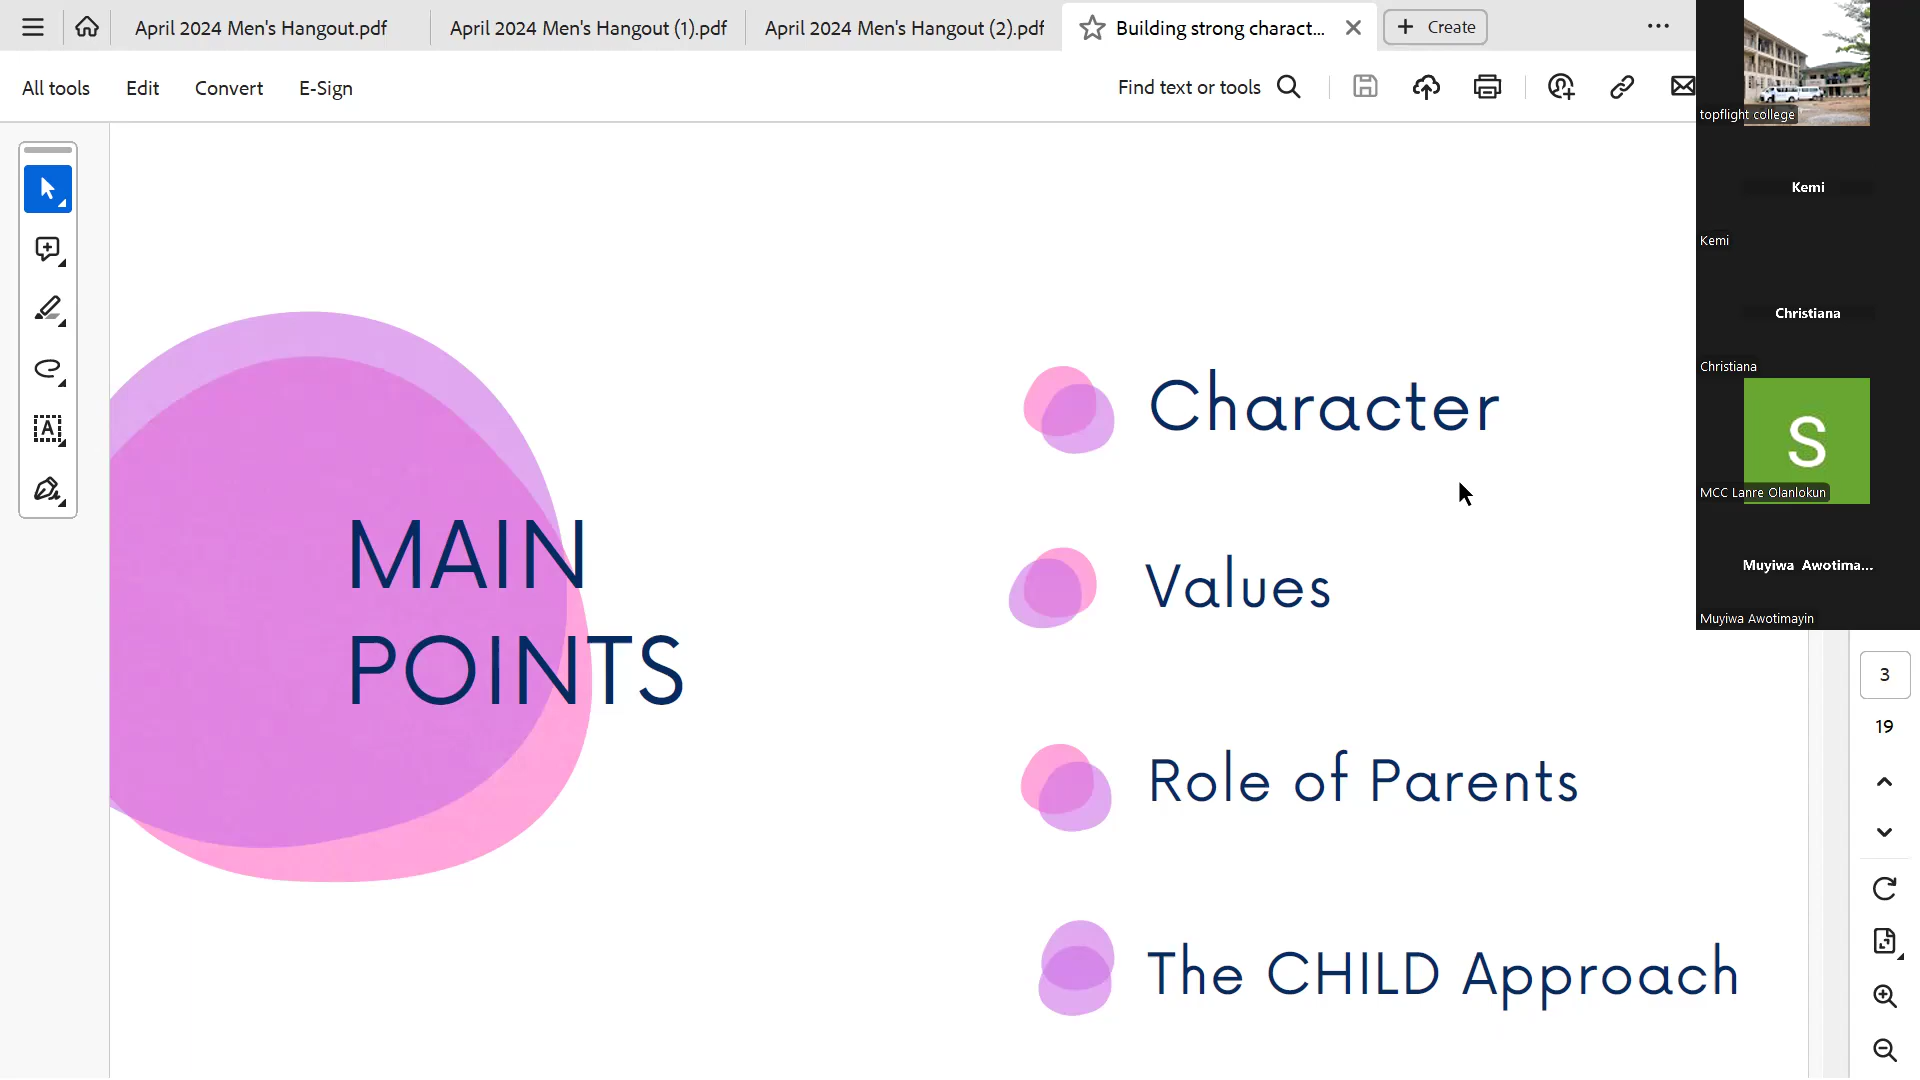 April 2024 Men's Hangout.pdf
April 2024 Men's Hangout (1).pdf
April 2024 Men's Hangout (2).pdf
Building strong charact...
Create
All tools
Edit
Convert
E-Sign
Find text or tools
topflight college
Kemi
Kemi
Christiana
Christiana
S
MCC Lanre Olanlokun
Muyiwa Awotima...
Muyiwa Awotimayin
MAIN
POINTS
Character
Values
Role of Parents
The CHILD Approach
3
19